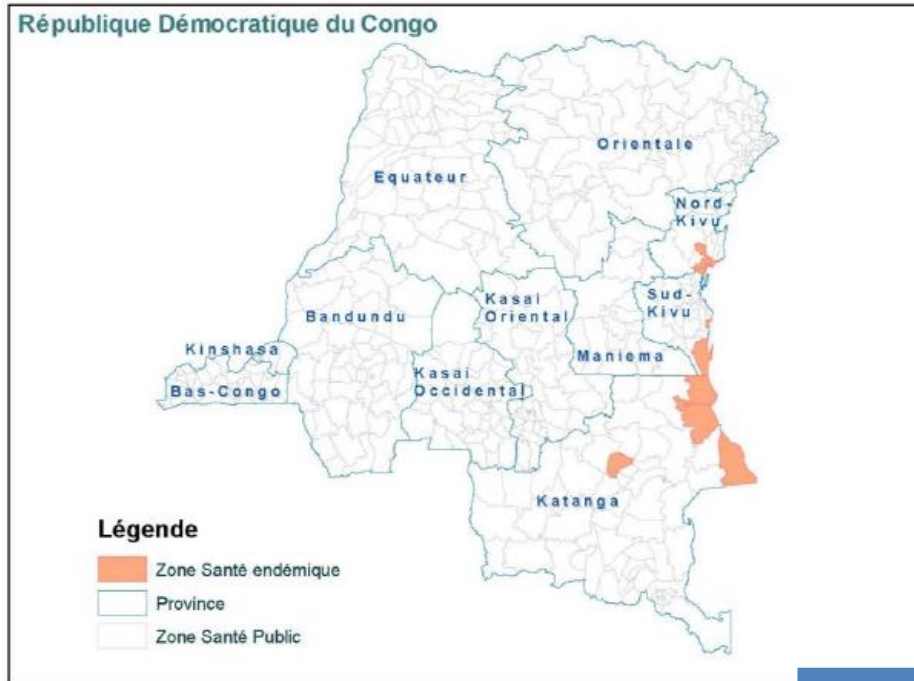 République Démocratique du Congo
Orientale
Equateur
Nord-
Kivu
Kasai
Oriental
Sud-
Kivu
Bandundu
Kinshasa
Maniema
Kasai
Occidental
Bas-Congo
Katanga
Légende
Zone Santé endémique
Province
Zone Santé Public